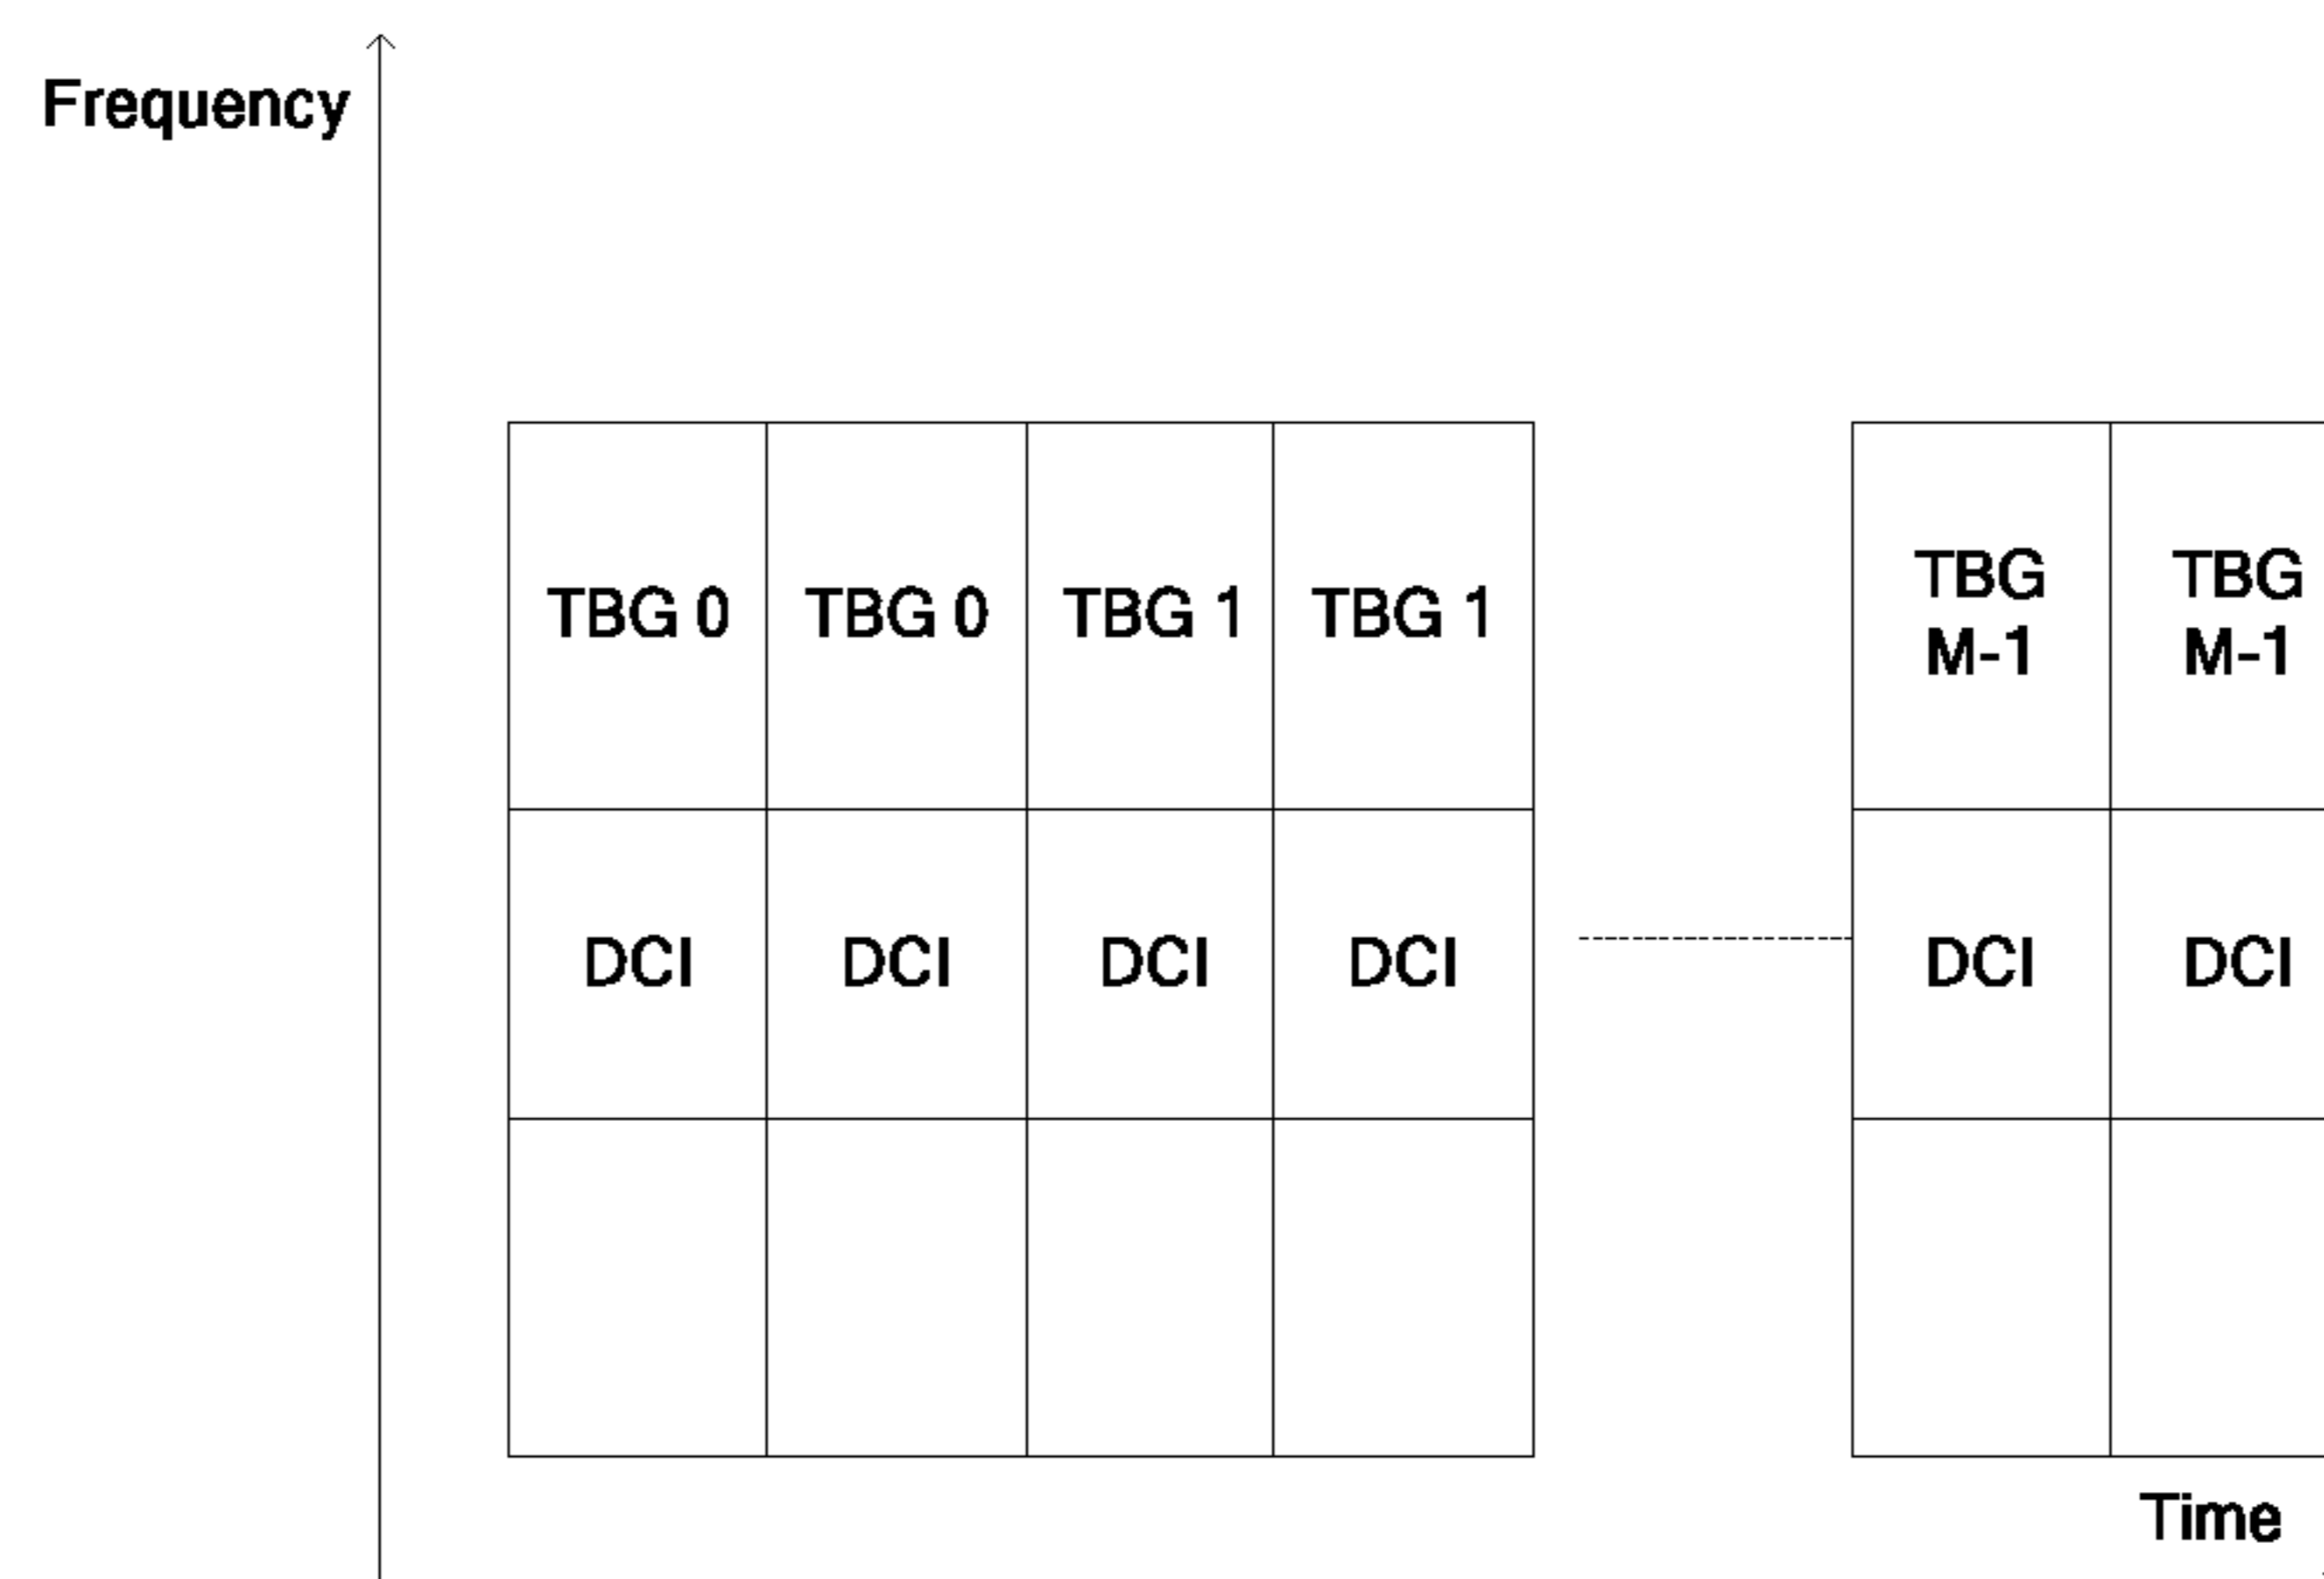 Frequency
TBG 0 TBG 0 TBG 1 TBG 1
TBG TBG
M-1 M-1
DCI DCI DCI DCI DCI DCI
Time